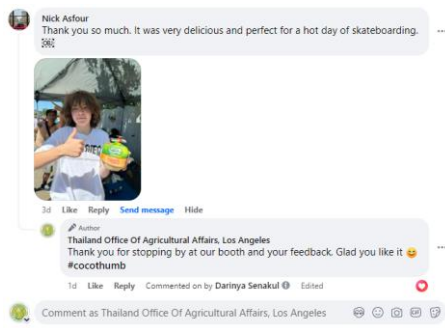 Nick Asfour
Thank you so much. It was very delicious and perfect for a hot day of skateboarding.
3d Like Reply Send message Hide
Author
Thailand Office Of Agricultural Affairs, Los Angeles
Thank you for stopping by at our booth and your feedback. Glad you like it 😄
#cocothumb
1d Like Reply Commented on by Darinya Senakul Edited
Comment as Thailand Office Of Agricultural Affairs, Los Angeles